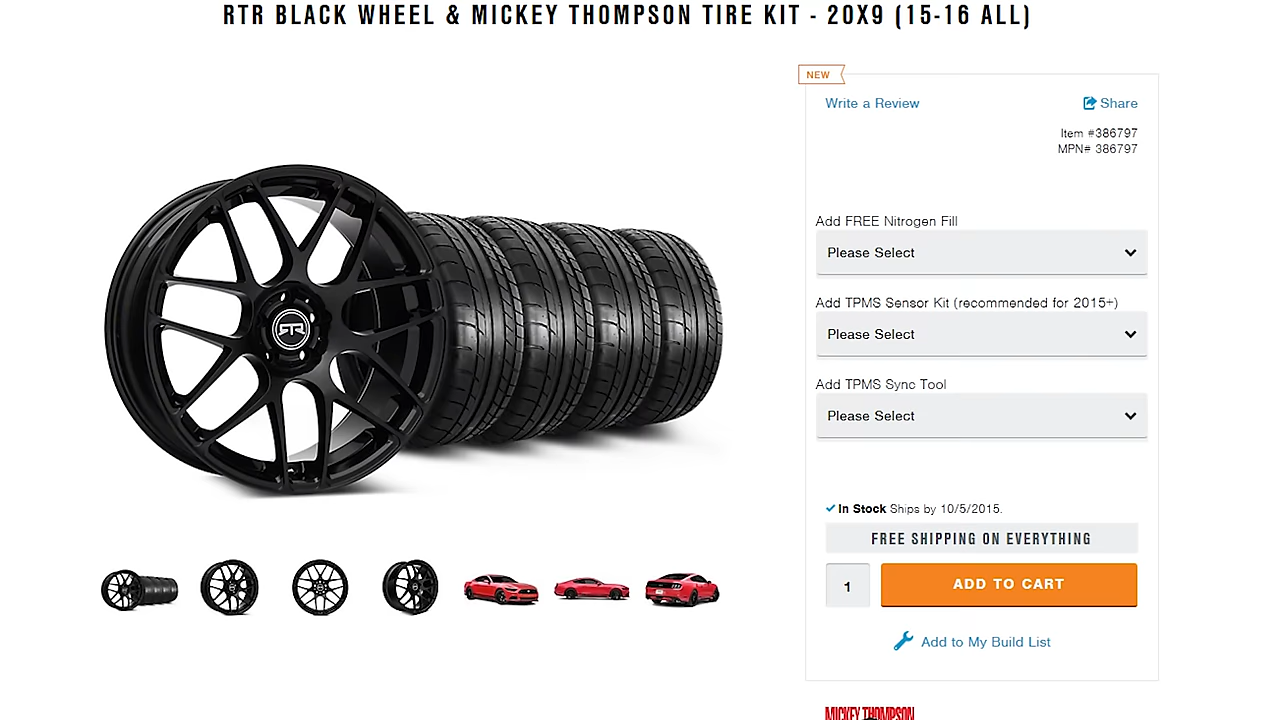 RTR BLACK WHEEL & MICKEY THOMPSON TIRE KIT - 20X9 (15-16 ALL)
NEW
Write a Review
Share
Item #386797
MPN# 386797
RTR
Add FREE Nitrogen Fill
Please Select
Add TPMS Sensor Kit (recommended for 2015+)
Please Select
Add TPMS Sync Tool
Please Select
In Stock Ships by 10/5/2015.
FREE SHIPPING ON EVERYTHING
1
ADD TO CART
Add to My Build List
MICKEY THOMPSON